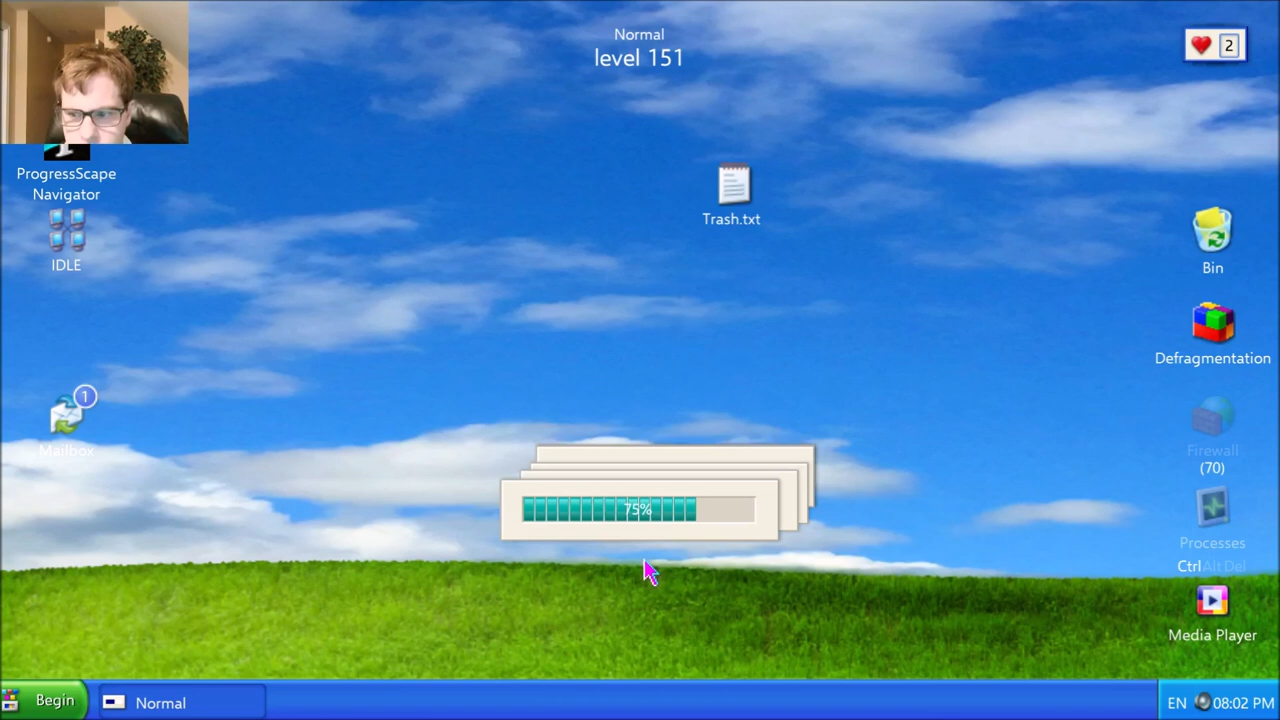 Normal
level 151
2
ProgressScape
Navigator
IDLE
1
Mailbox
Trash.txt
Bin
Defragmentation
Firewall
(70)
Processes
Ctrl Alt Del
Media Player
75%
Begin
Normal
EN 08:02 PM